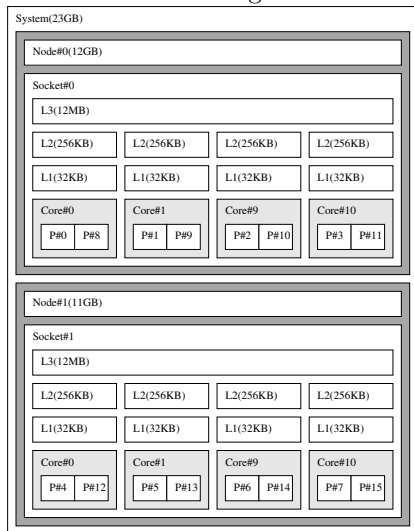 System(23GB)
Node#0(12GB)
Socket#0
L3(12MB)
L2(256KB) L2(256KB) L2(256KB) L2(256KB)
L1(32KB) L1(32KB) L1(32KB) L1(32KB)
Core#0 Core#1 Core#9 Core#10
P#0 P#8 P#1 P#9 P#2 P#10 P#3 P#11
Node#1(11GB)
Socket#1
L3(12MB)
L2(256KB) L2(256KB) L2(256KB) L2(256KB)
L1(32KB) L1(32KB) L1(32KB) L1(32KB)
Core#0 Core#1 Core#9 Core#10
P#4 P#12 P#5 P#13 P#6 P#14 P#7 P#15